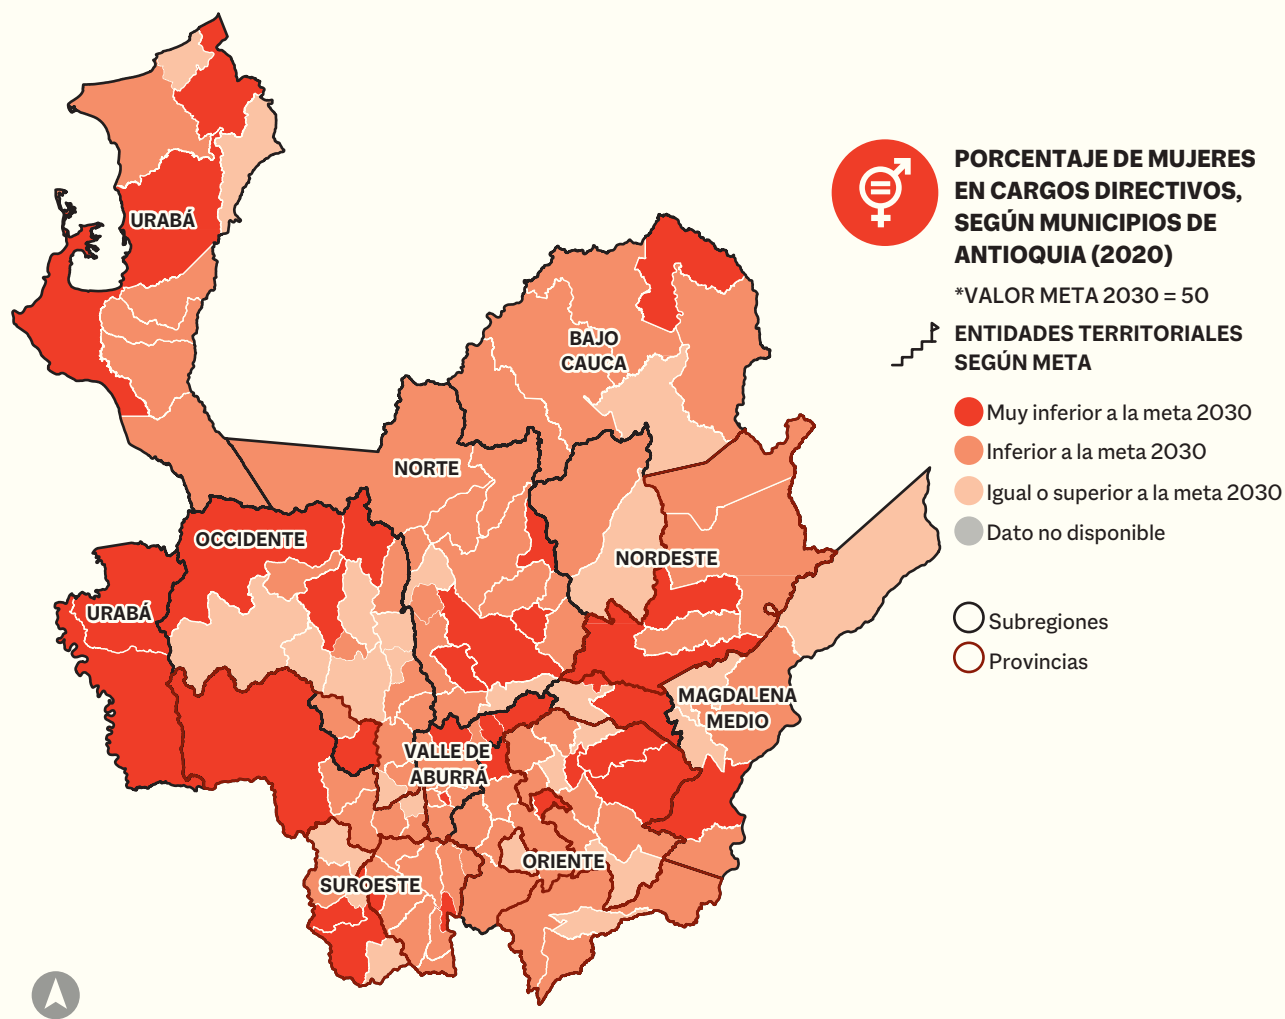 PORCENTAJE DE MUJERES
EN CARGOS DIRECTIVOS,
SEGÚN MUNICIPIOS DE
ANTIOQUIA (2020)
*VALOR META 2030 = 50
ENTIDADES TERRITORIALES
SEGÚN META
Muy inferior a la meta 2030
Inferior a la meta 2030
Igual o superior a la meta 2030
Dato no disponible
Subregiones
Provincias
URABÁ
BAJO
CAUCA
NORTE
OCCIDENTE
NORDESTE
URABÁ
MAGDALENA
MEDIO
VALLE DE
ABURRÁ
ORIENTE
SUROESTE